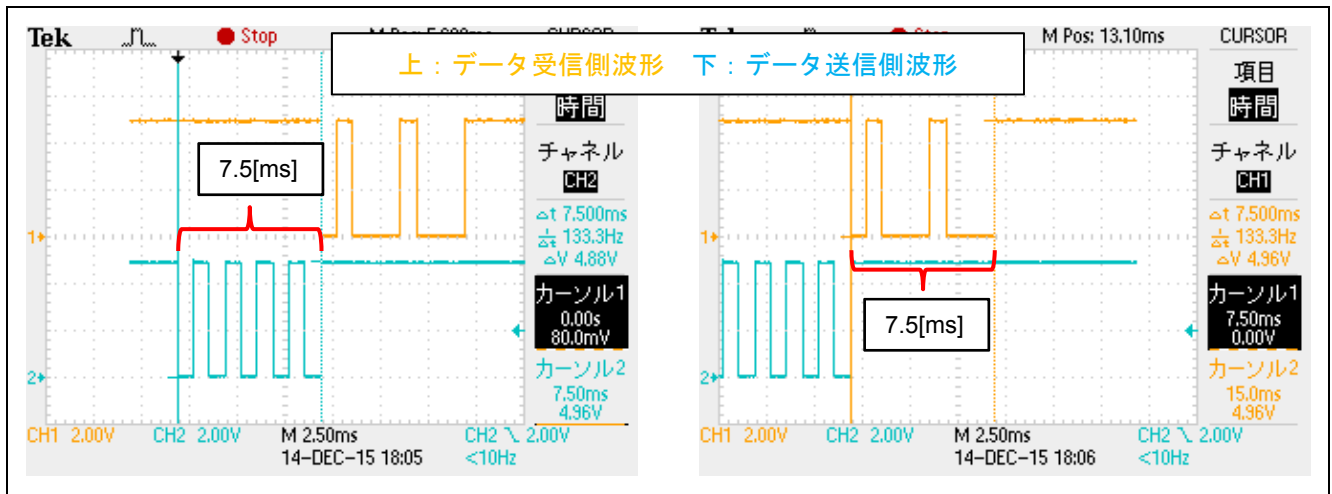 上：データ受信側波形　下：データ送信側波形
Tek
Stop
CURSOR
時間
チャネル
CH2
△t 7.500ms
1/△t 133.3Hz
△V 4.88V
カーソル1
0.00s
80.0mV
カーソル2
7.50ms
4.96V
7.5[ms]
1
2
CH1 2.00V CH2 2.00V M 2.50ms CH2 2.00V
14-DEC-15 18:05 <10Hz
M Pos: 13.10ms
CURSOR
項目
時間
チャネル
CH1
△t 7.500ms
1/△t 133.3Hz
△V 4.96V
カーソル1
7.50ms
0.00V
カーソル2
15.0ms
4.96V
7.5[ms]
1
2
CH1 2.00V CH2 2.00V M 2.50ms CH2 2.00V
14-DEC-15 18:06 <10Hz